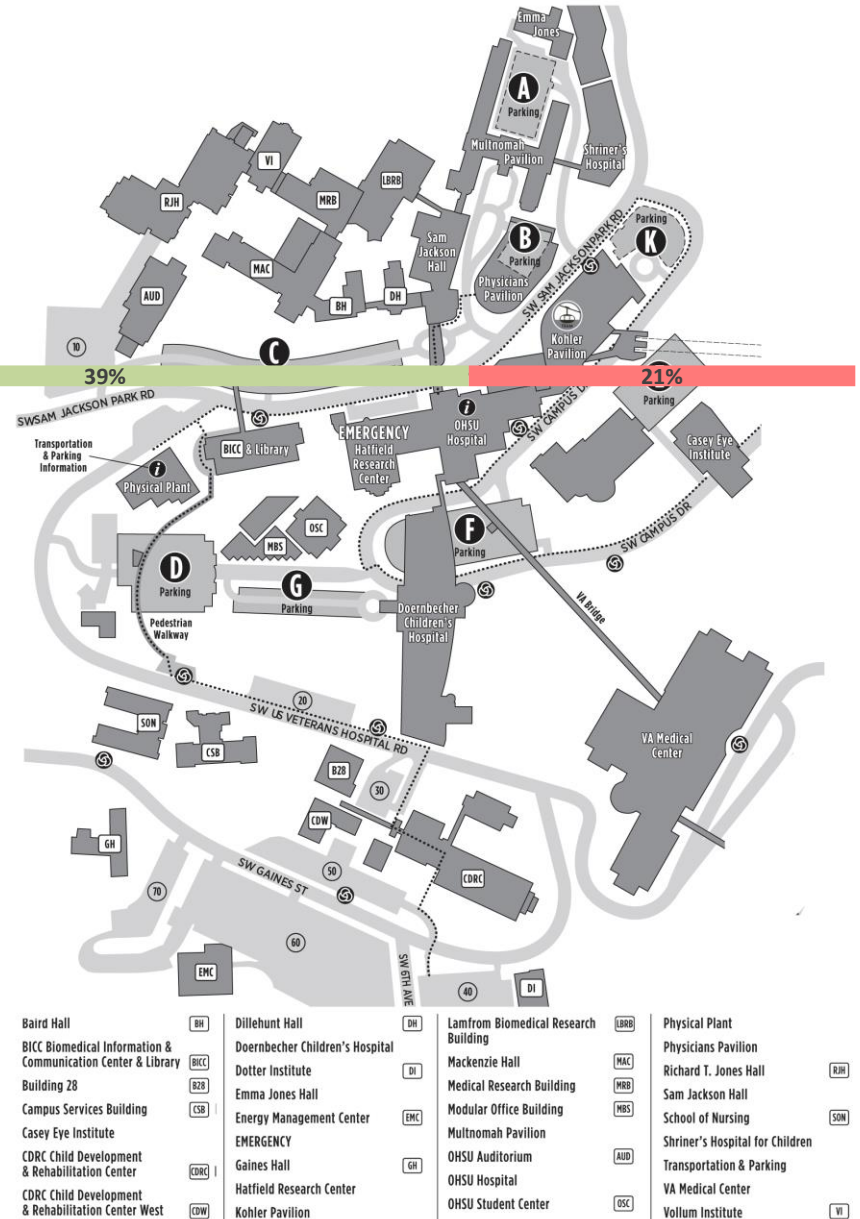 Emma
Jones
A
Parking
Multnomah
Pavilion
Shriner's
Hospital
VI
LBRB
MRB
RJH
Parking
K
Sam
Jackson
Hall
B
Parking
Physicians
Pavilion
SW SAM JACKSON PARK RD
MAC
AUD
BH
DH
Kohler
Pavilion
10
C
39%
21%
Parking
SW SAM JACKSON PARK RD
i
OHSU
Hospital
SW CAMPUS D
EMERGENCY
Hatfield
Research
Center
BICC & Library
Casey Eye
Institute
Transportation
& Parking
Information
i
Physical Plant
OSC
MBS
F
Parking
SW CAMPUS DR
D
Parking
G
Parking
Doernbecher
Children's
Hospital
VA Bridge
Pedestrian
Walkway
20
SW US VETERANS HOSPITAL RD
SON
CSB
VA Medical
Center
B28
30
CDW
GH
CDRC
50
SW GAINES ST
70
60
EMC
SW 6TH AVE
40
DI
Baird Hall BH
BICC Biomedical Information &
Communication Center & Library BICC
Building 28 B28
Campus Services Building CSB
Casey Eye Institute
CDRC Child Development
& Rehabilitation Center CDRC
CDRC Child Development
& Rehabilitation Center West CDW
Dillehunt Hall DH
Doernbecher Children's Hospital
Dotter Institute DI
Emma Jones Hall
Energy Management Center EMC
EMERGENCY
Gaines Hall GH
Hatfield Research Center
Kohler Pavilion
Lamfrom Biomedical Research
Building LBRB
Mackenzie Hall MAC
Medical Research Building MRB
Modular Office Building MBS
Multnomah Pavilion
OHSU Auditorium AUD
OHSU Hospital
OHSU Student Center OSC
Physical Plant
Physicians Pavilion
Richard T. Jones Hall RJH
Sam Jackson Hall
School of Nursing SON
Shriner's Hospital for Children
Transportation & Parking
VA Medical Center
Vollum Institute VI